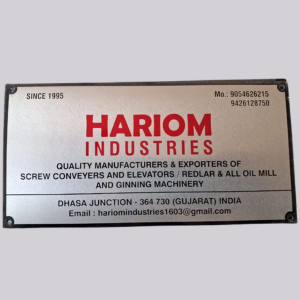 SINCE 1995
Mo.: 9054626215
9426128750
HARIOM
INDUSTRIES
QUALITY MANUFACTURERS & EXPORTERS OF
SCREW CONVEYERS AND ELEVATORS / REDLAR & ALL OIL MILL
AND GINNING MACHINERY
DHASA JUNCTION - 364 730 (GUJARAT) INDIA
Email : hariomindustries1603@gmail.com